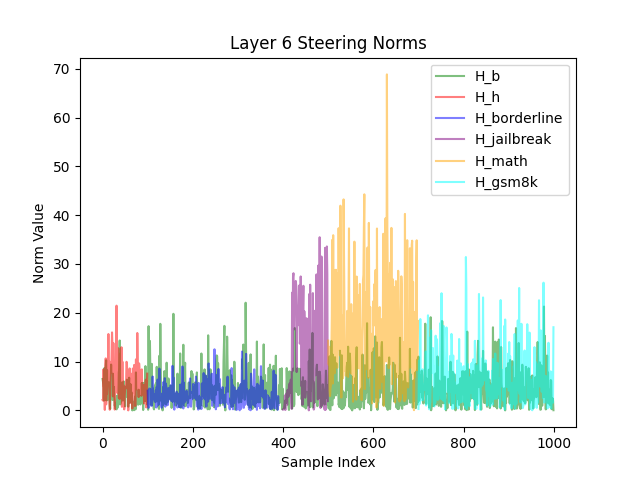 Layer 6 Steering Norms
70
60
50
40
30
20
10
0
Norm Value
H_b
H_h
H_borderline
H_jailbreak
H_math
H_gsm8k
0 200 400 600 800 1000
Sample Index